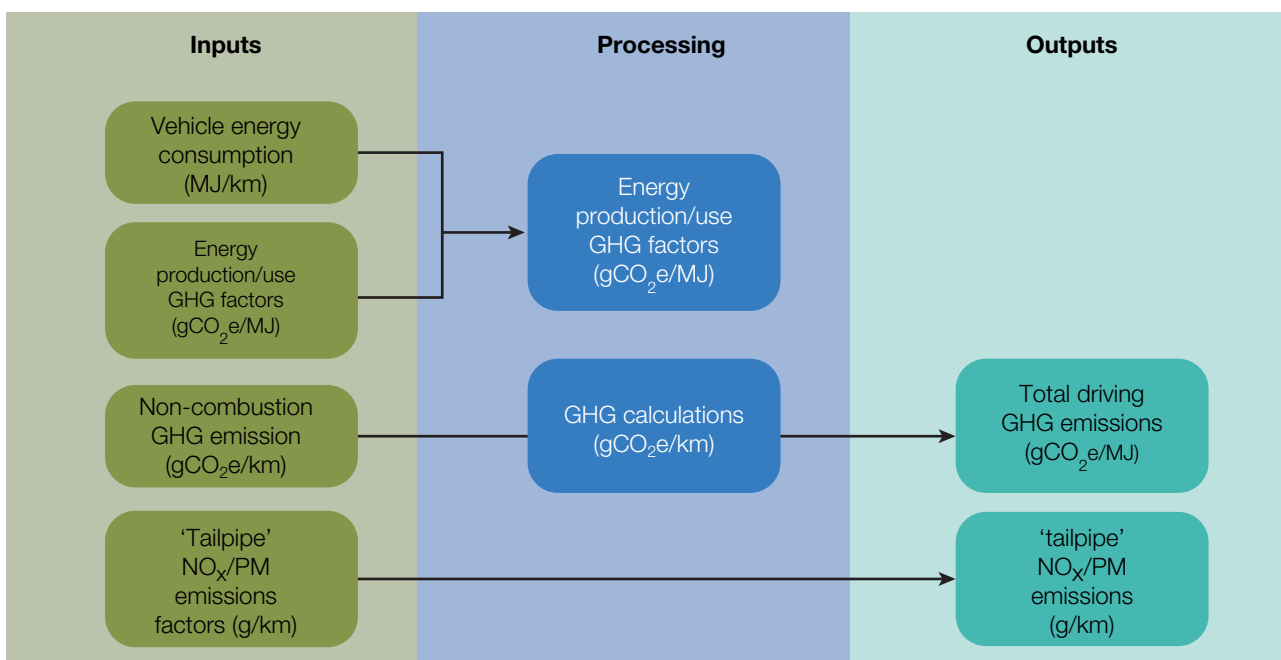 Inputs
Processing
Outputs
Vehicle energy
consumption
(MJ/km)
Energy
production/use
GHG factors
(gCO₂e/MJ)
Non-combustion
GHG emission
(gCO₂e/km)
‘Tailpipe’
NOx/PM
emissions
factors (g/km)
Energy
production/use
GHG factors
(gCO₂e/MJ)
GHG calculations
(gCO₂e/km)
Total driving
GHG emissions
(gCO₂e/MJ)
‘tailpipe’
NOx/PM
emissions
(g/km)